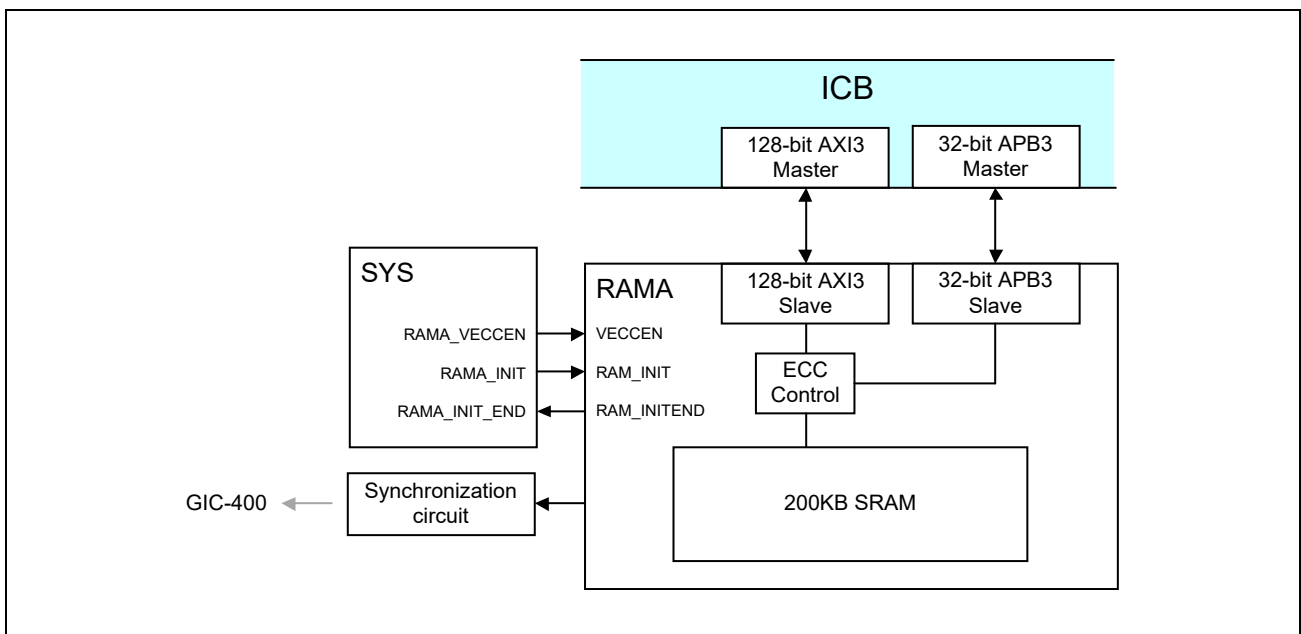 ICB
128-bit AXI3
Master
32-bit APB3
Master
SYS
RAMA_VECCEN
RAMA_INIT
RAMA_INIT_END
RAMA
VECCEN
RAM_INIT
RAM_INITEND
128-bit AXI3
Slave
32-bit APB3
Slave
ECC
Control
200KB SRAM
GIC-400
Synchronization
circuit